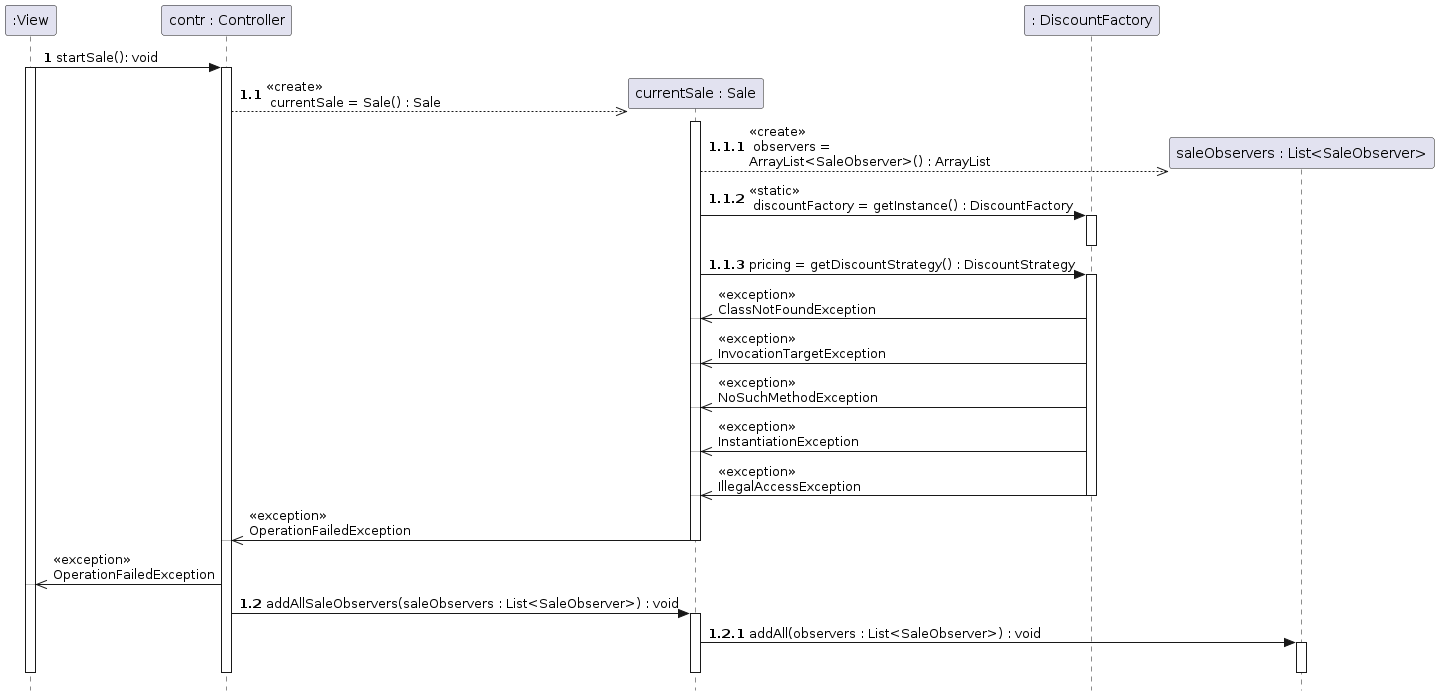 :View
contr : Controller
: DiscountFactory
1 startSale(): void
«create»
1.1 currentSale = Sale() : Sale
currentSale : Sale
«create»
1.1.1 observers =
ArrayList<SaleObserver>() : ArrayList
saleObservers : List<SaleObserver>
«static»
1.1.2 discountFactory = getInstance() : DiscountFactory
1.1.3 pricing = getDiscountStrategy() : DiscountStrategy
«exception»
ClassNotFoundException
«exception»
InvocationTargetException
«exception»
NoSuchMethodException
«exception»
InstantiationException
«exception»
IllegalAccessException
«exception»
OperationFailedException
«exception»
OperationFailedException
1.2 addAllSaleObservers(saleObservers : List<SaleObserver>) : void
1.2.1 addAll(observers : List<SaleObserver>) : void